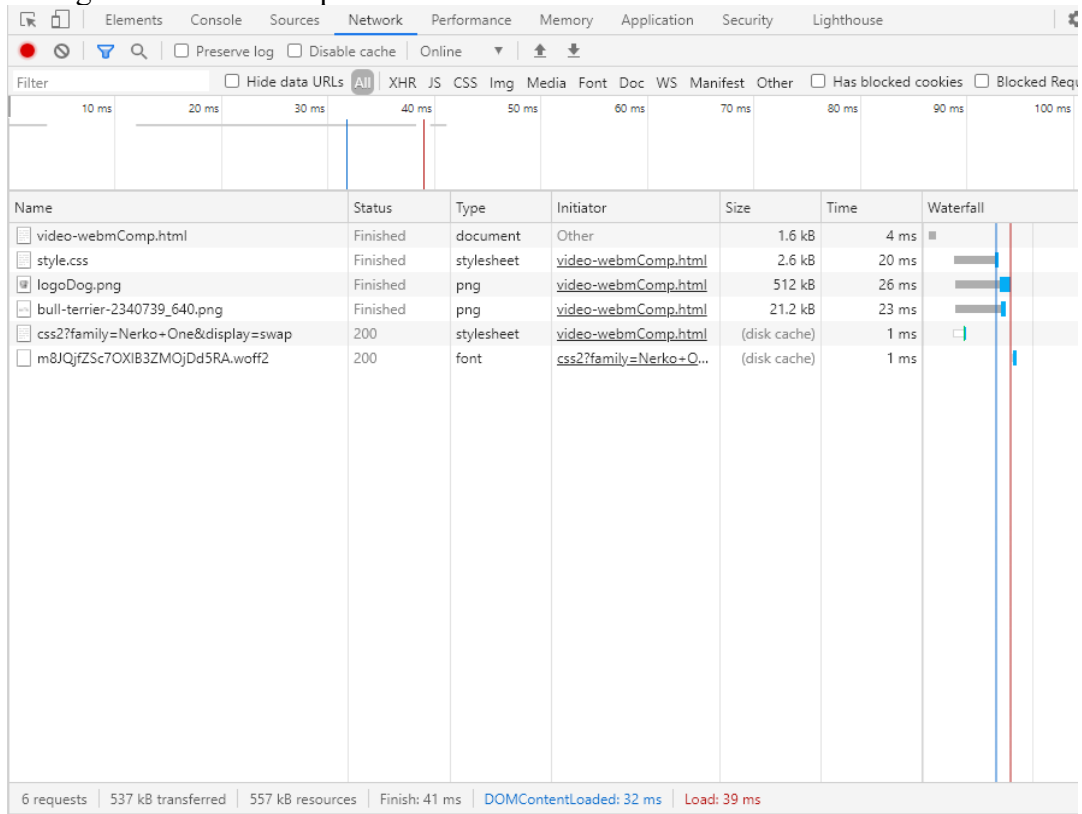 Elements Console Sources Network Performance Memory Application Security Lighthouse
Preserve log Disable cache Online
Filter Hide data URLs All XHR JS CSS Img Media Font Doc WS Manifest Other Has blocked cookies Blocked Requ
10 ms 20 ms 30 ms 40 ms 50 ms 60 ms 70 ms 80 ms 90 ms 100 ms
Name Status Type Initiator Size Time Waterfall
video-webmComp.html Finished document Other 1.6 kB 4 ms
style.css Finished stylesheet video-webmComp.html 2.6 kB 20 ms
logoDog.png Finished png video-webmComp.html 512 kB 26 ms
bull-terrier-2340739_640.png Finished png video-webmComp.html 21.2 kB 23 ms
css2?family=Nerko+One&display=swap 200 stylesheet video-webmComp.html (disk cache) 1 ms
m8JQjfZSc7OXlB3ZMOjDd5RA.woff2 200 font css2?family=Nerko+O... (disk cache) 1 ms
6 requests 537 kB transferred 557 kB resources Finish: 41 ms DOMContentLoaded: 32 ms Load: 39 ms